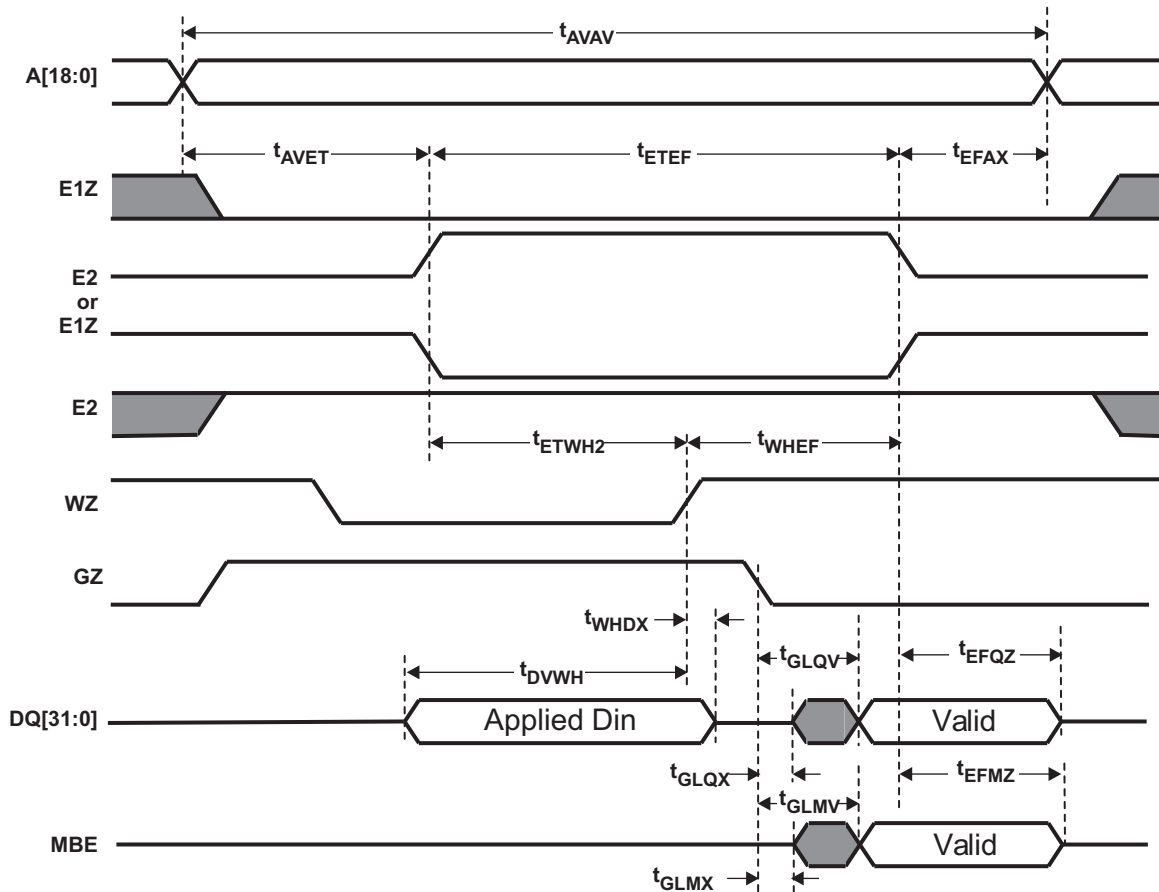 tAVAV
A[18:0]
tAVET
tETEF
tEFAX
E1Z
E2
or
E1Z
E2
tETWH2
tWHEF
WZ
GZ
tWHDX
tGLQV
tEFQZ
tDVWH
DQ[31:0]
Applied Din
Valid
tGLQX
tEFMZ
tGLMV
MBE
Valid
tGLMX